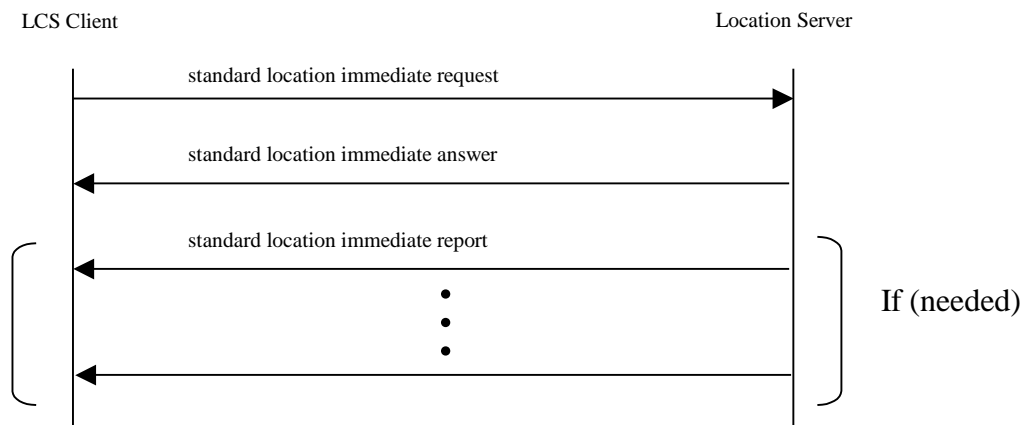 LCS Client
Location Server
standard location immediate request
standard location immediate answer
standard location immediate report
If (needed)